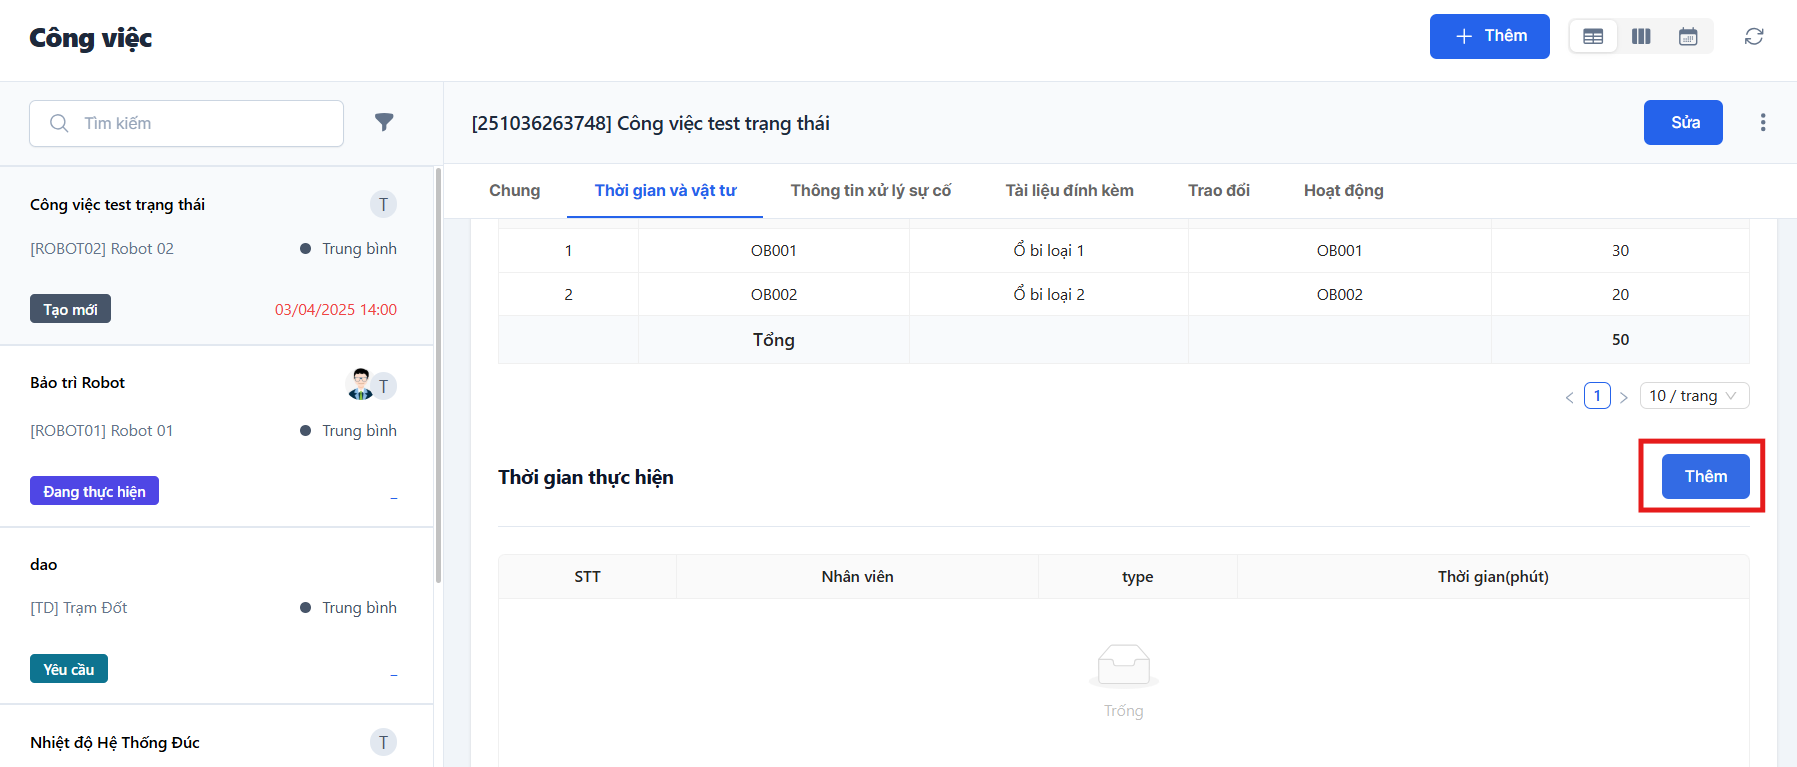 Công việc
Thêm
Tìm kiếm
[251036263748] Công việc test trạng thái
Sửa
Chung
Thời gian và vật tư
Thông tin xử lý sự cố
Tài liệu đính kèm
Trao đổi
Hoạt động
Công việc test trạng thái
T
[ROBOT02] Robot 02
Trung bình
Tạo mới
03/04/2025 14:00
Bảo trì Robot
T
[ROBOT01] Robot 01
Trung bình
Đang thực hiện
_
dao
[TD] Trạm Đốt
Trung bình
Yêu cầu
_
Nhiệt độ Hệ Thống Đúc
T
1 OB001 Ổ bi loại 1 OB001 30
2 OB002 Ổ bi loại 2 OB002 20
Tổng 50
< 1 > 10 / trang
Thời gian thực hiện
Thêm
STT Nhân viên type Thời gian(phút)
Trống